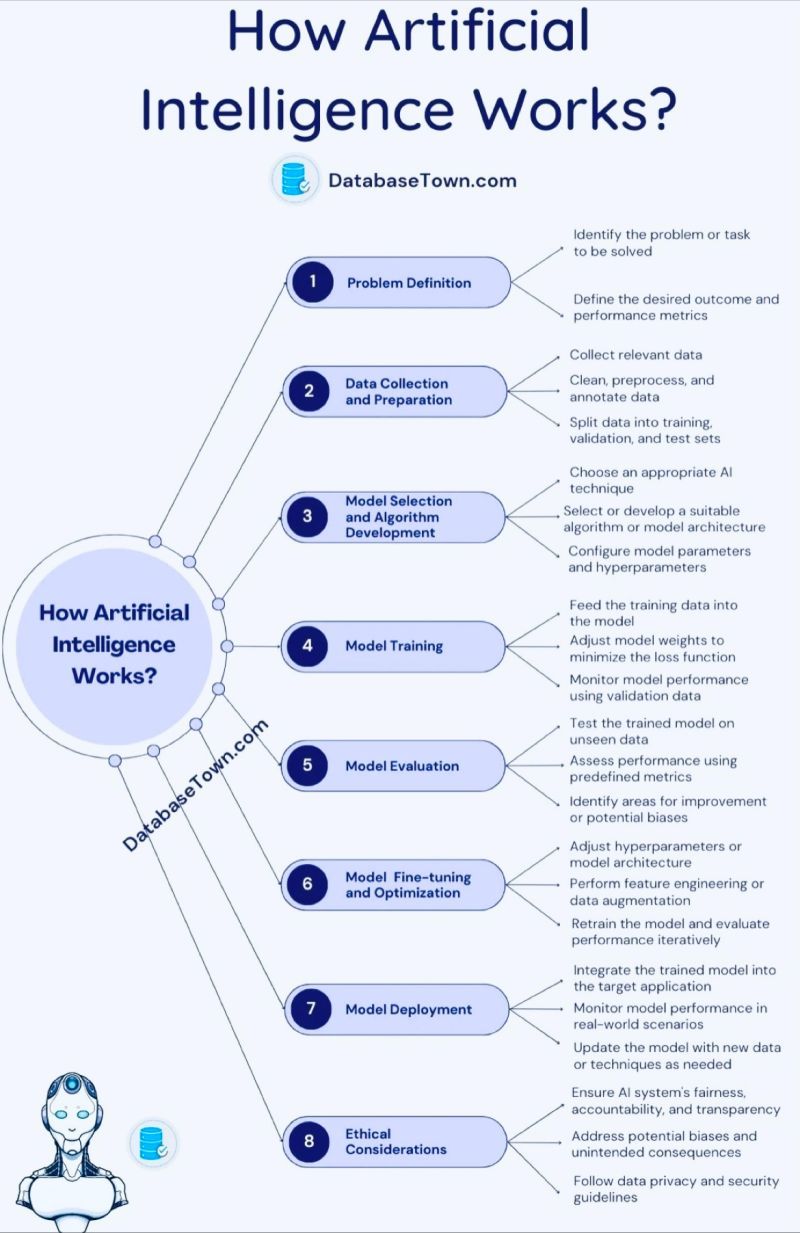 How Artificial
Intelligence Works?
DatabaseTown.com
1
Problem Definition
Identify the problem or task
to be solved
Define the desired outcome and
performance metrics
2
Data Collection
and Preparation
Collect relevant data
Clean, preprocess, and
annotate data
Split data into training,
validation, and test sets
3
Model Selection
and Algorithm
Development
Choose an appropriate AI
technique
Select or develop a suitable
algorithm or model architecture
Configure model parameters
and hyperparameters
How Artificial
Intelligence
Works?
4
Model Training
Feed the training data into
the model
Adjust model weights to
minimize the loss function
Monitor model performance
using validation data
DatabaseTown.com
5
Model Evaluation
Test the trained model on
unseen data
Assess performance using
predefined metrics
Identify areas for improvement
or potential biases
6
Model Fine-tuning
and Optimization
Adjust hyperparameters or
model architecture
Perform feature engineering or
data augmentation
Retrain the model and evaluate
performance iteratively
7
Model Deployment
Integrate the trained model into
the target application
Monitor model performance in
real-world scenarios
Update the model with new data
or techniques as needed
8
Ethical
Considerations
Ensure AI system's fairness,
accountability, and transparency
Address potential biases and
unintended consequences
Follow data privacy and security
guidelines